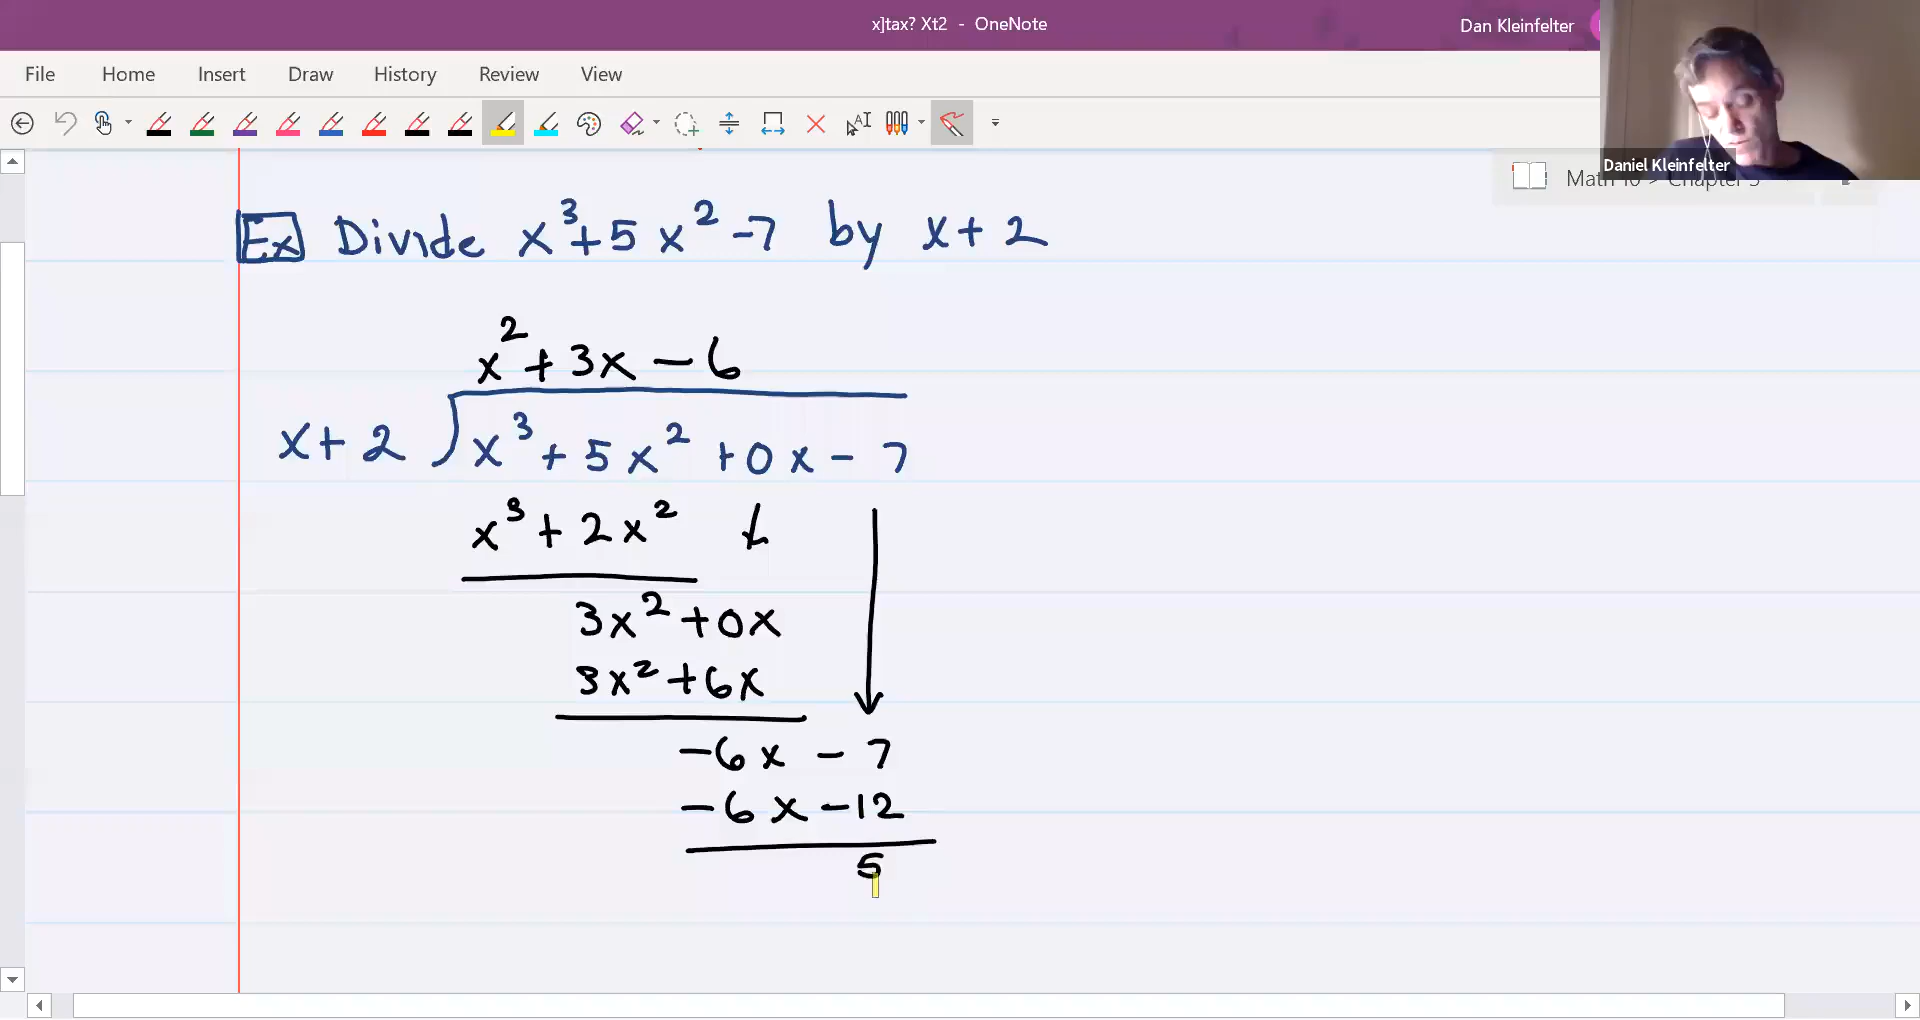 x]tax? Xt2 - OneNote
Dan Kleinfelter
File Home Insert Draw History Review View
Daniel Kleinfelter
Ex Divide x³+5x²-7 by x+2
x²+3x-6
x+2 x³+5x²+0x-7
x³+2x²
3x²+0x
3x²+6x
-6x-7
-6x-12
5